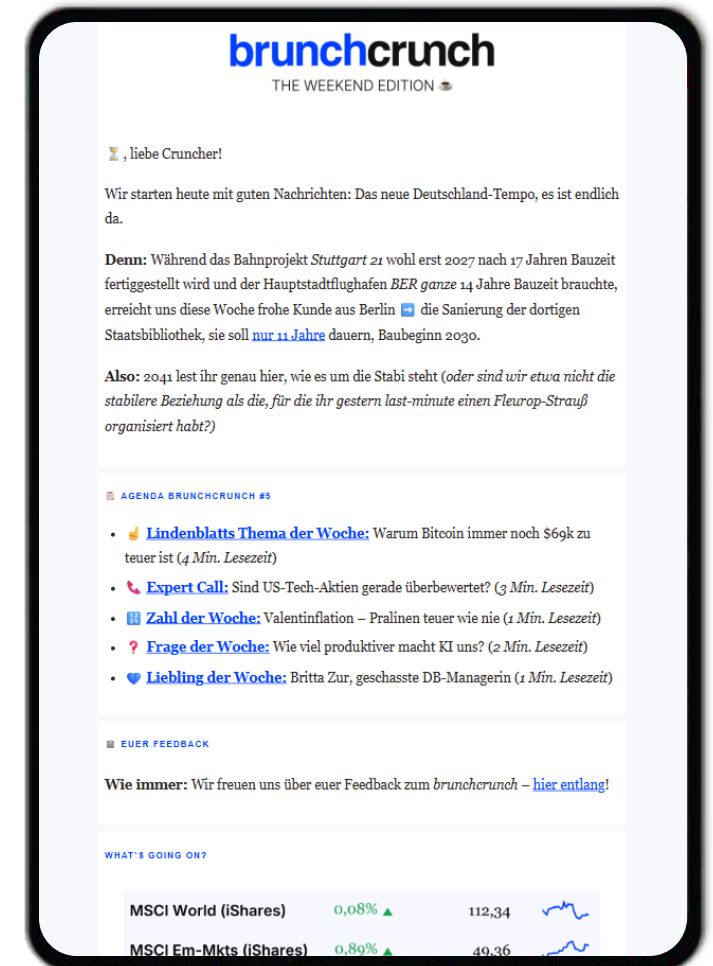 brunchcrunch
THE WEEKEND EDITION ☕
⏳, liebe Cruncher!
Wir starten heute mit guten Nachrichten: Das neue Deutschland-Tempo, es ist endlich
da.
Denn: Während das Bahnprojekt Stuttgart 21 wohl erst 2027 nach 17 Jahren Bauzeit
fertiggestellt wird und der Hauptstadtflughafen BER ganze 14 Jahre Bauzeit brauchte,
erreicht uns diese Woche frohe Kunde aus Berlin ➡️ die Sanierung der dortigen
Staatsbibliothek, sie soll nur 11 Jahre dauern, Baubeginn 2030.
Also: 2041 lest ihr genau hier, wie es um die Stabi steht (oder sind wir etwa nicht die
stabilere Beziehung als die, für die ihr gestern last-minute einen Fleurop-Strauß
organisiert habt?)
AGENDA BRUNCHCRUNCH #5
• ☝️ Lindenblatts Thema der Woche: Warum Bitcoin immer noch $69k zu
teuer ist (4 Min. Lesezeit)
• 📞 Expert Call: Sind US-Tech-Aktien gerade überbewertet? (3 Min. Lesezeit)
• 🔢 Zahl der Woche: Valentinflation – Pralinen teuer wie nie (1 Min. Lesezeit)
• ❓ Frage der Woche: Wie viel produktiver macht KI uns? (2 Min. Lesezeit)
• 💙 Liebling der Woche: Britta Zur, geschasste DB-Managerin (1 Min. Lesezeit)
EUER FEEDBACK
Wie immer: Wir freuen uns über euer Feedback zum brunchcrunch – hier entlang!
WHAT'S GOING ON?
MSCI World (iShares) 0,08% ▲ 112,34
MSCI Em-Mkts (iShares) 0,89% ▲ 49,36